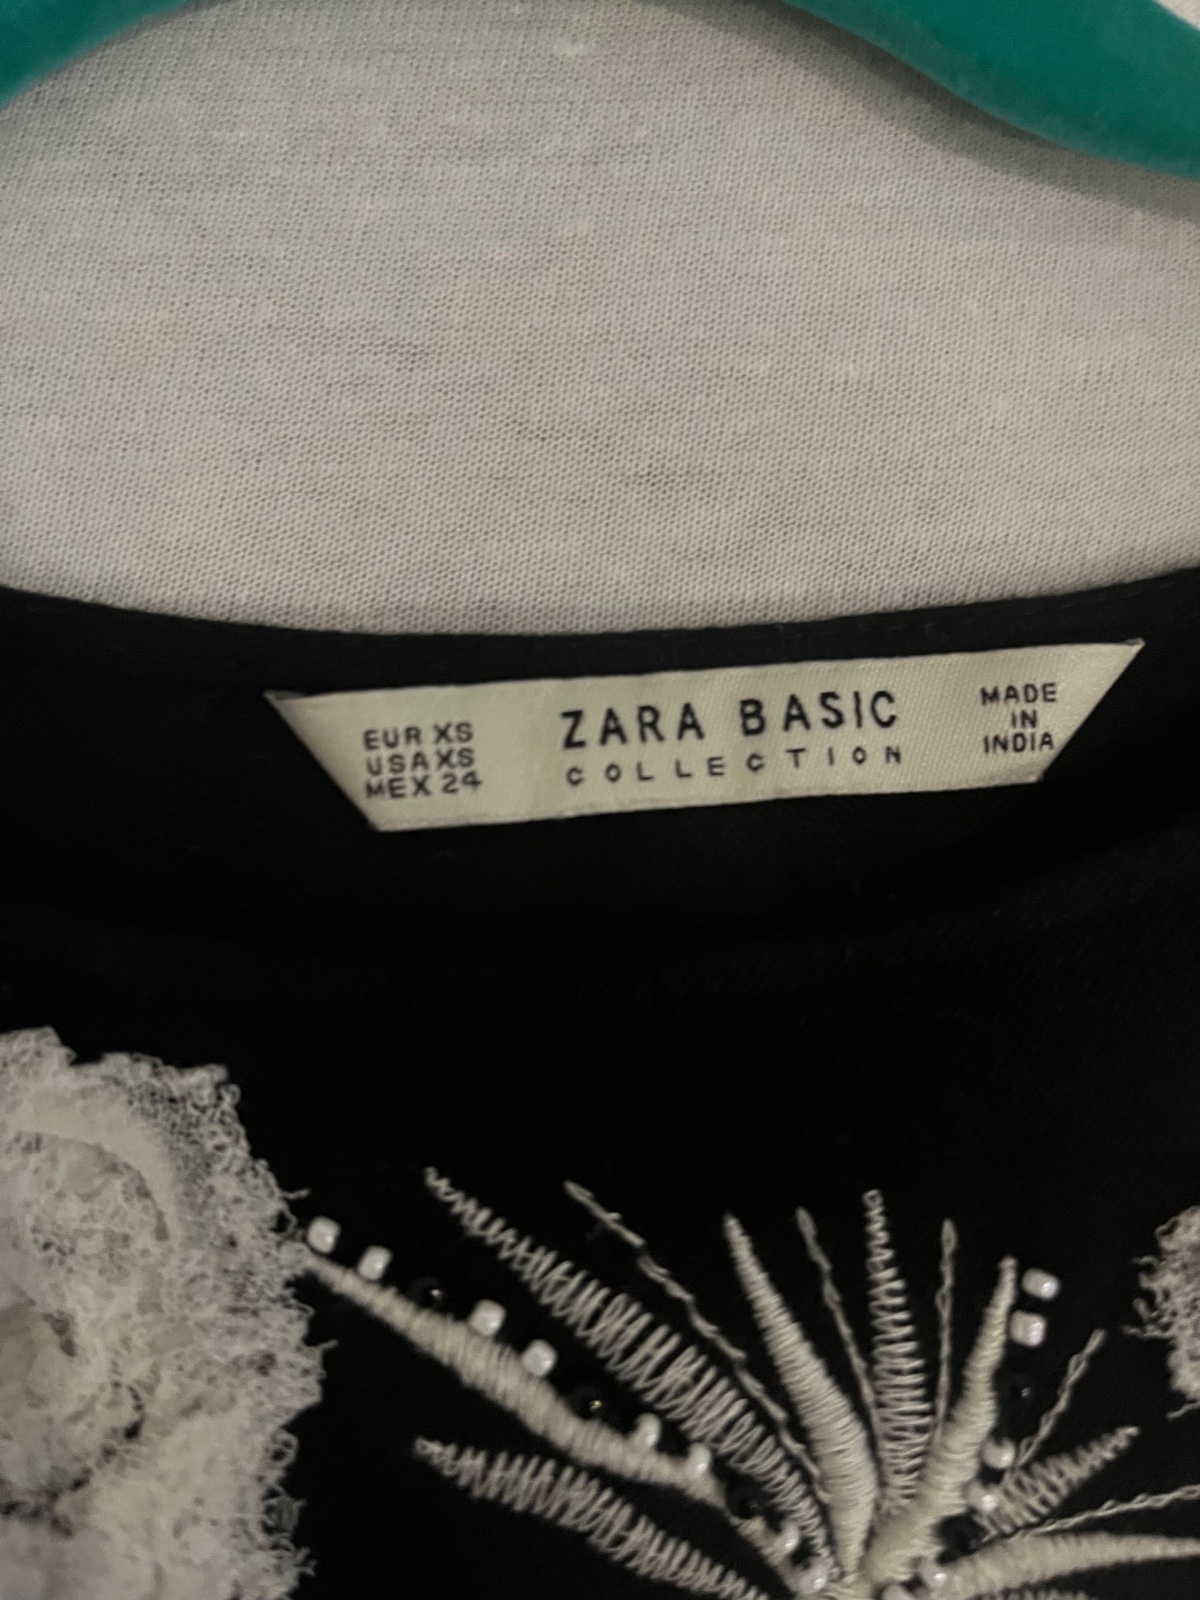 EUR XS
USA XS
MEX 24
ZARA BASIC
COLLECTION
MADE
IN
INDIA